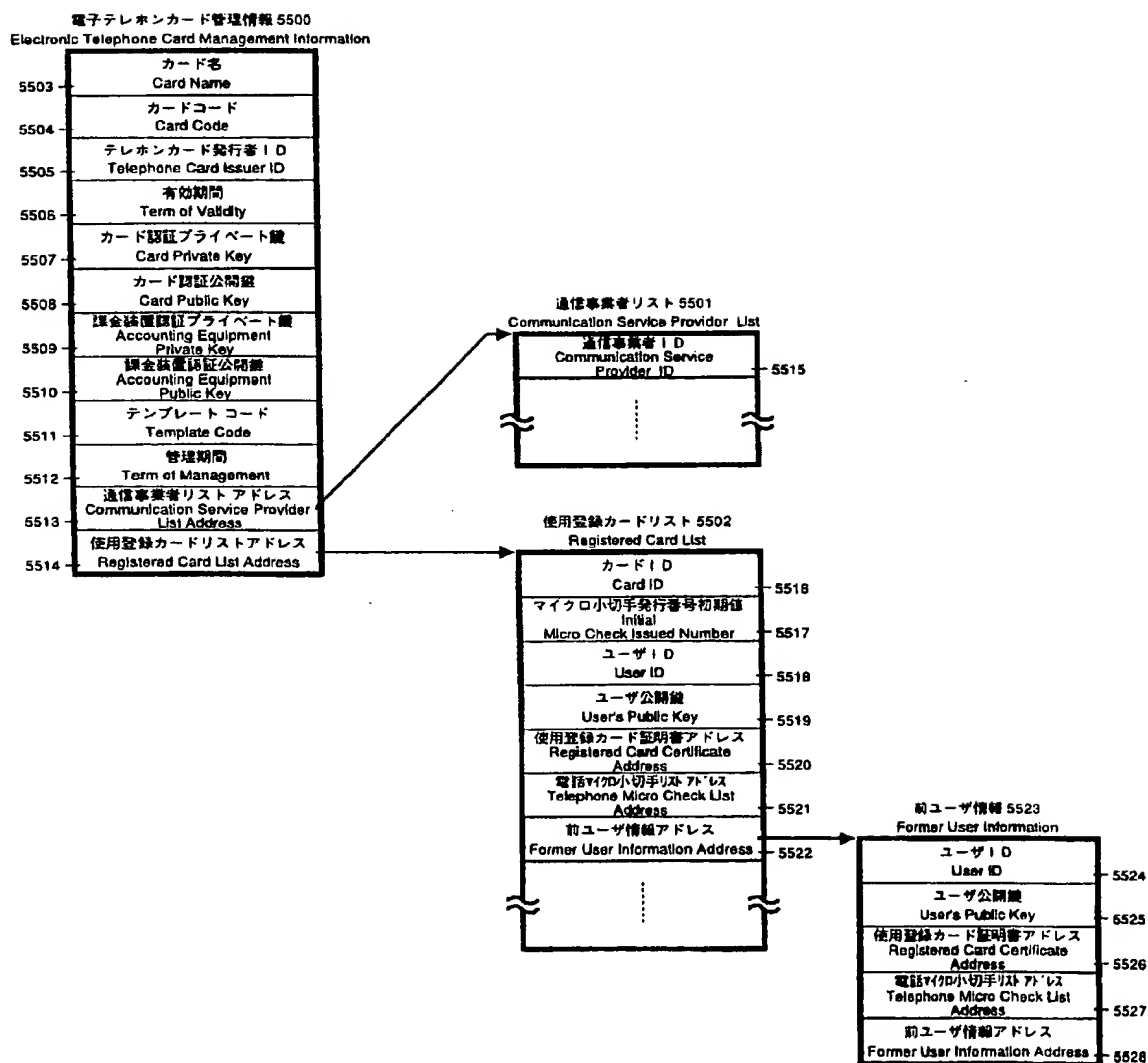 電子テレホンカード管理情報 5500
Electronic Telephone Card Management Information
カード名
Card Name
5503
カードコード
Card Code
5504
テレホンカード発行者ID
Telephone Card Issuer ID
5505
有効期間
Term of Validity
5506
カード認証プライベート鍵
Card Private Key
5507
カード認証公開鍵
Card Public Key
5508
課金装置認証プライベート鍵
Accounting Equipment
Private Key
5509
課金装置認証公開鍵
Accounting Equipment
Public Key
5510
テンプレートコード
Template Code
5511
管理期間
Term of Management
5512
通信事業者リスト アドレス
Communication Service Provider
List Address
5513
使用登録カードリストアドレス
Registered Card List Address
5514
通信事業者リスト 5501
Communication Service Provider List
通信事業者ID
Communication Service
Provider ID
5515
使用登録カードリスト 5502
Registered Card List
カードID
Card ID
5516
マイクロ小切手発行番号初期値
Initial
Micro Check Issued Number
5517
ユーザID
User ID
5518
ユーザ公開鍵
User's Public Key
5519
使用登録カード証明書アドレス
Registered Card Certificate
Address
5520
電話マイクロ小切手リスト アドレス
Telephone Micro Check List
Address
5521
前ユーザ情報アドレス
Former User Information Address
5522
前ユーザ情報 5523
Former User Information
ユーザID
User ID
5524
ユーザ公開鍵
User's Public Key
5525
使用登録カード証明書アドレス
Registered Card Certificate
Address
5526
電話マイクロ小切手リスト アドレス
Telephone Micro Check List
Address
5527
前ユーザ情報アドレス
Former User Information Address
5528